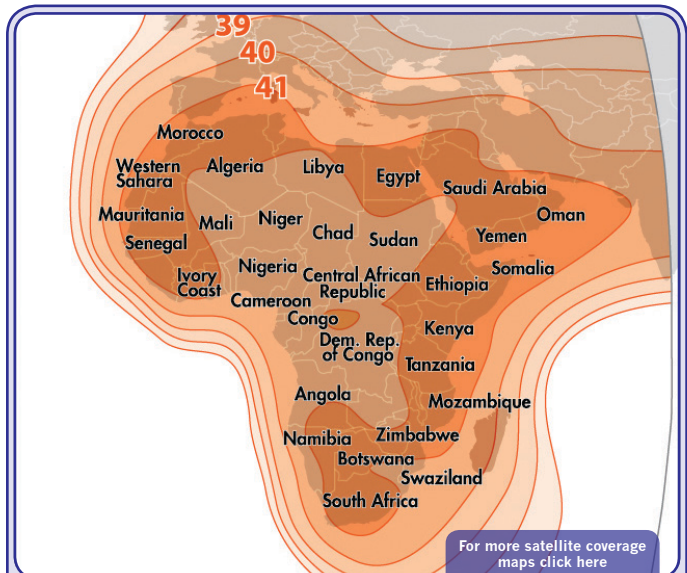 39
40
41
Morocco
Western
Sahara
Algeria
Libya
Egypt
Saudi Arabia
Oman
Mauritania
Mali
Niger
Chad
Sudan
Yemen
Senegal
Ivory
Coast
Nigeria
Central African
Republic
Ethiopia
Somalia
Cameroon
Congo
Dem. Rep.
of Congo
Kenya
Tanzania
Angola
Mozambique
Namibia
Zimbabwe
Botswana
Swaziland
South Africa
For more satellite coverage
maps click here